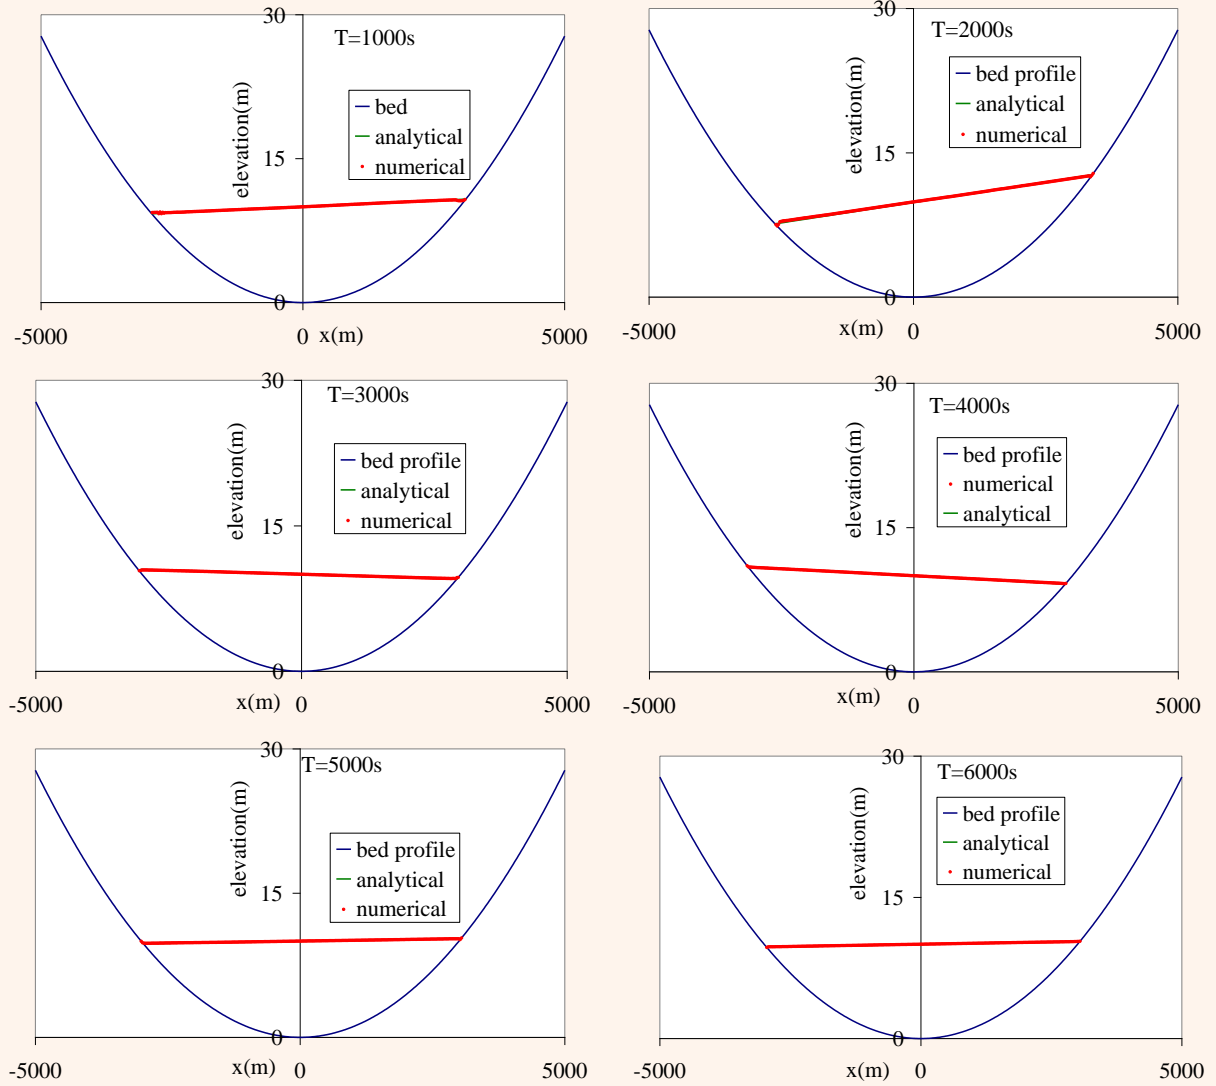 30
T=1000s
elevation(m)
bed
analytical
numerical
15
0
-5000
0
x(m)
5000
30
T=2000s
elevation(m)
bed profile
analytical
numerical
15
0
-5000
x(m)
0
5000
30
T=3000s
elevation(m)
bed profile
analytical
numerical
15
0
-5000
x(m)
0
5000
30
T=4000s
elevation(m)
bed profile
numerical
analytical
15
0
-5000
x(m)
0
5000
30
T=5000s
elevation(m)
bed profile
analytical
numerical
15
0
-5000
x(m)
0
5000
30
T=6000s
elevation(m)
bed profile
analytical
numerical
15
0
-5000
x(m)
0
5000